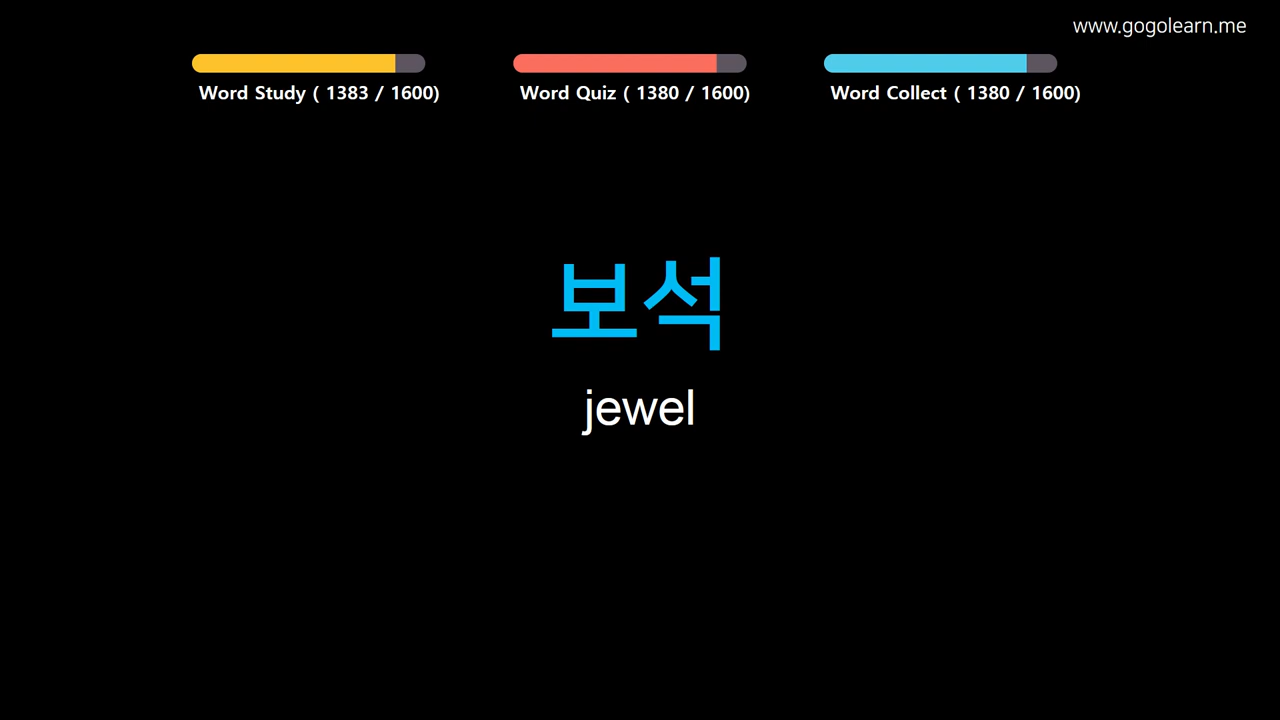 www.gogolearn.me
Word Study ( 1383 / 1600)
Word Quiz ( 1380 / 1600)
Word Collect ( 1380 / 1600)
보석
jewel